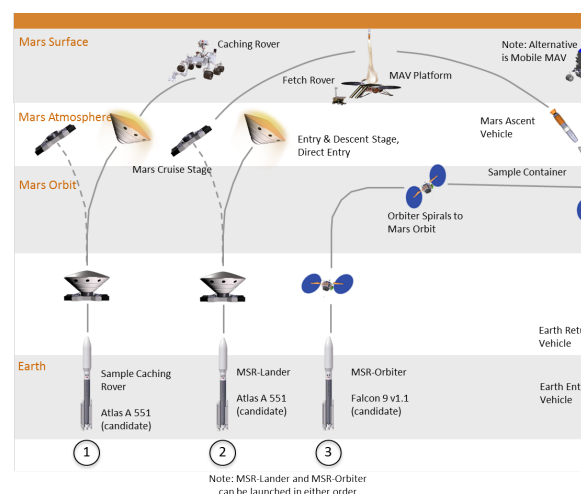 Mars Surface
Caching Rover
Note: Alternative
is Mobile MAV
Fetch Rover
MAV Platform
Mars Atmosphere
Mars Ascent
Vehicle
Entry & Descent Stage,
Direct Entry
Mars Cruise Stage
Sample Container
Mars Orbit
Orbiter Spirals to
Mars Orbit
Vehicle
Earth
Sample Caching
Rover
Atlas A 551
(candidate)
MSR-Lander
Atlas A 551
(candidate)
MSR-Orbiter
Falcon 9 v1.1
(candidate)
Earth
Vehicle
Earth
Vehicle
1
2
3
Note: MSR-Lander and MSR-Orbiter
can be launched in either order